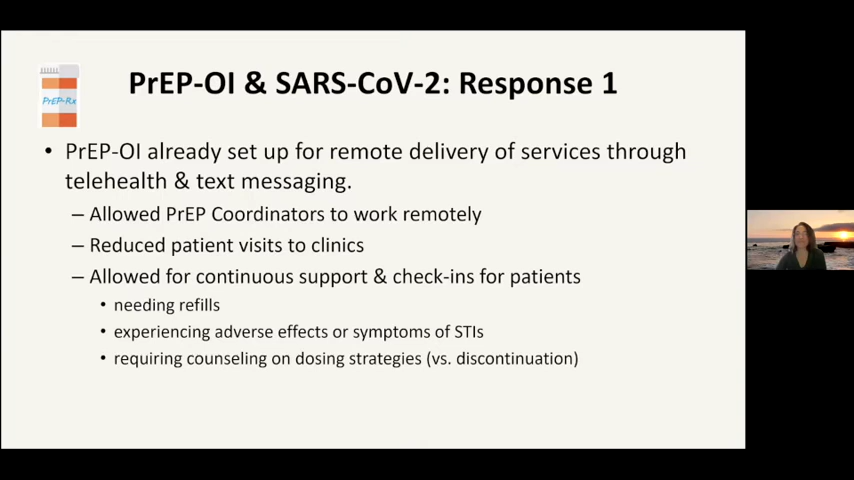 PrEP-OI & SARS-CoV-2: Response 1
PrEP-Rx
• PrEP-OI already set up for remote delivery of services through
telehealth & text messaging.
– Allowed PrEP Coordinators to work remotely
– Reduced patient visits to clinics
– Allowed for continuous support & check-ins for patients
• needing refills
• experiencing adverse effects or symptoms of STIs
• requiring counseling on dosing strategies (vs. discontinuation)